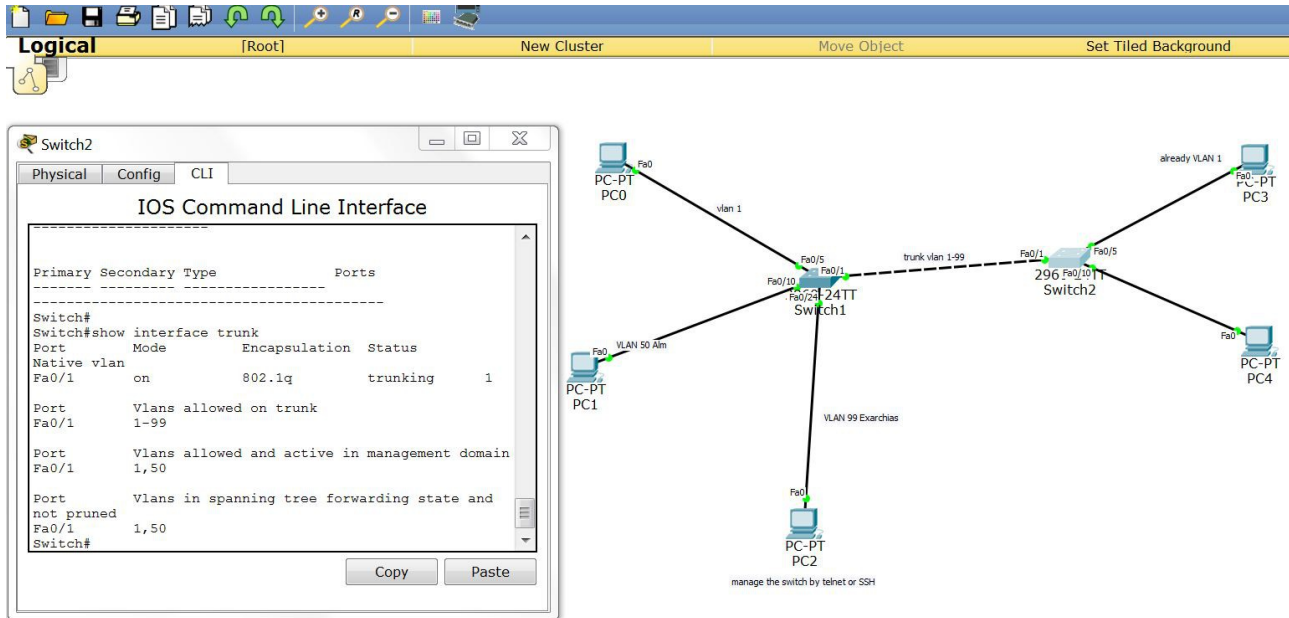 Logical [Root] New Cluster Move Object Set Tiled Background
Switch2
Physical Config CLI
IOS Command Line Interface
----------------------
Primary Secondary Type Ports
------- --------- -----------------
------------------------------------------
Switch#
Switch#show interface trunk
Port Mode Encapsulation Status
Native vlan
Fa0/1 on 802.1q trunking 1
Port Vlans allowed on trunk
Fa0/1 1-99
Port Vlans allowed and active in management domain
Fa0/1 1,50
Port Vlans in spanning tree forwarding state and
not pruned
Fa0/1 1,50
Switch#
Copy Paste
Fa0
PC-PT
PC0
vlan 1
Fa0/5
Fa0/1
Fa0/10
Fa0/24
24TT
Switch1
trunk vlan 1-99
already VLAN 1
Fa0
PC-PT
PC3
Fa0/1
Fa0/5
Fa0/10
296
Switch2
Fa0
PC-PT
PC4
Fa0
VLAN 50 Alm
PC-PT
PC1
VLAN 99 Exarchias
Fa0
PC-PT
PC2
manage the switch by telnet or SSH